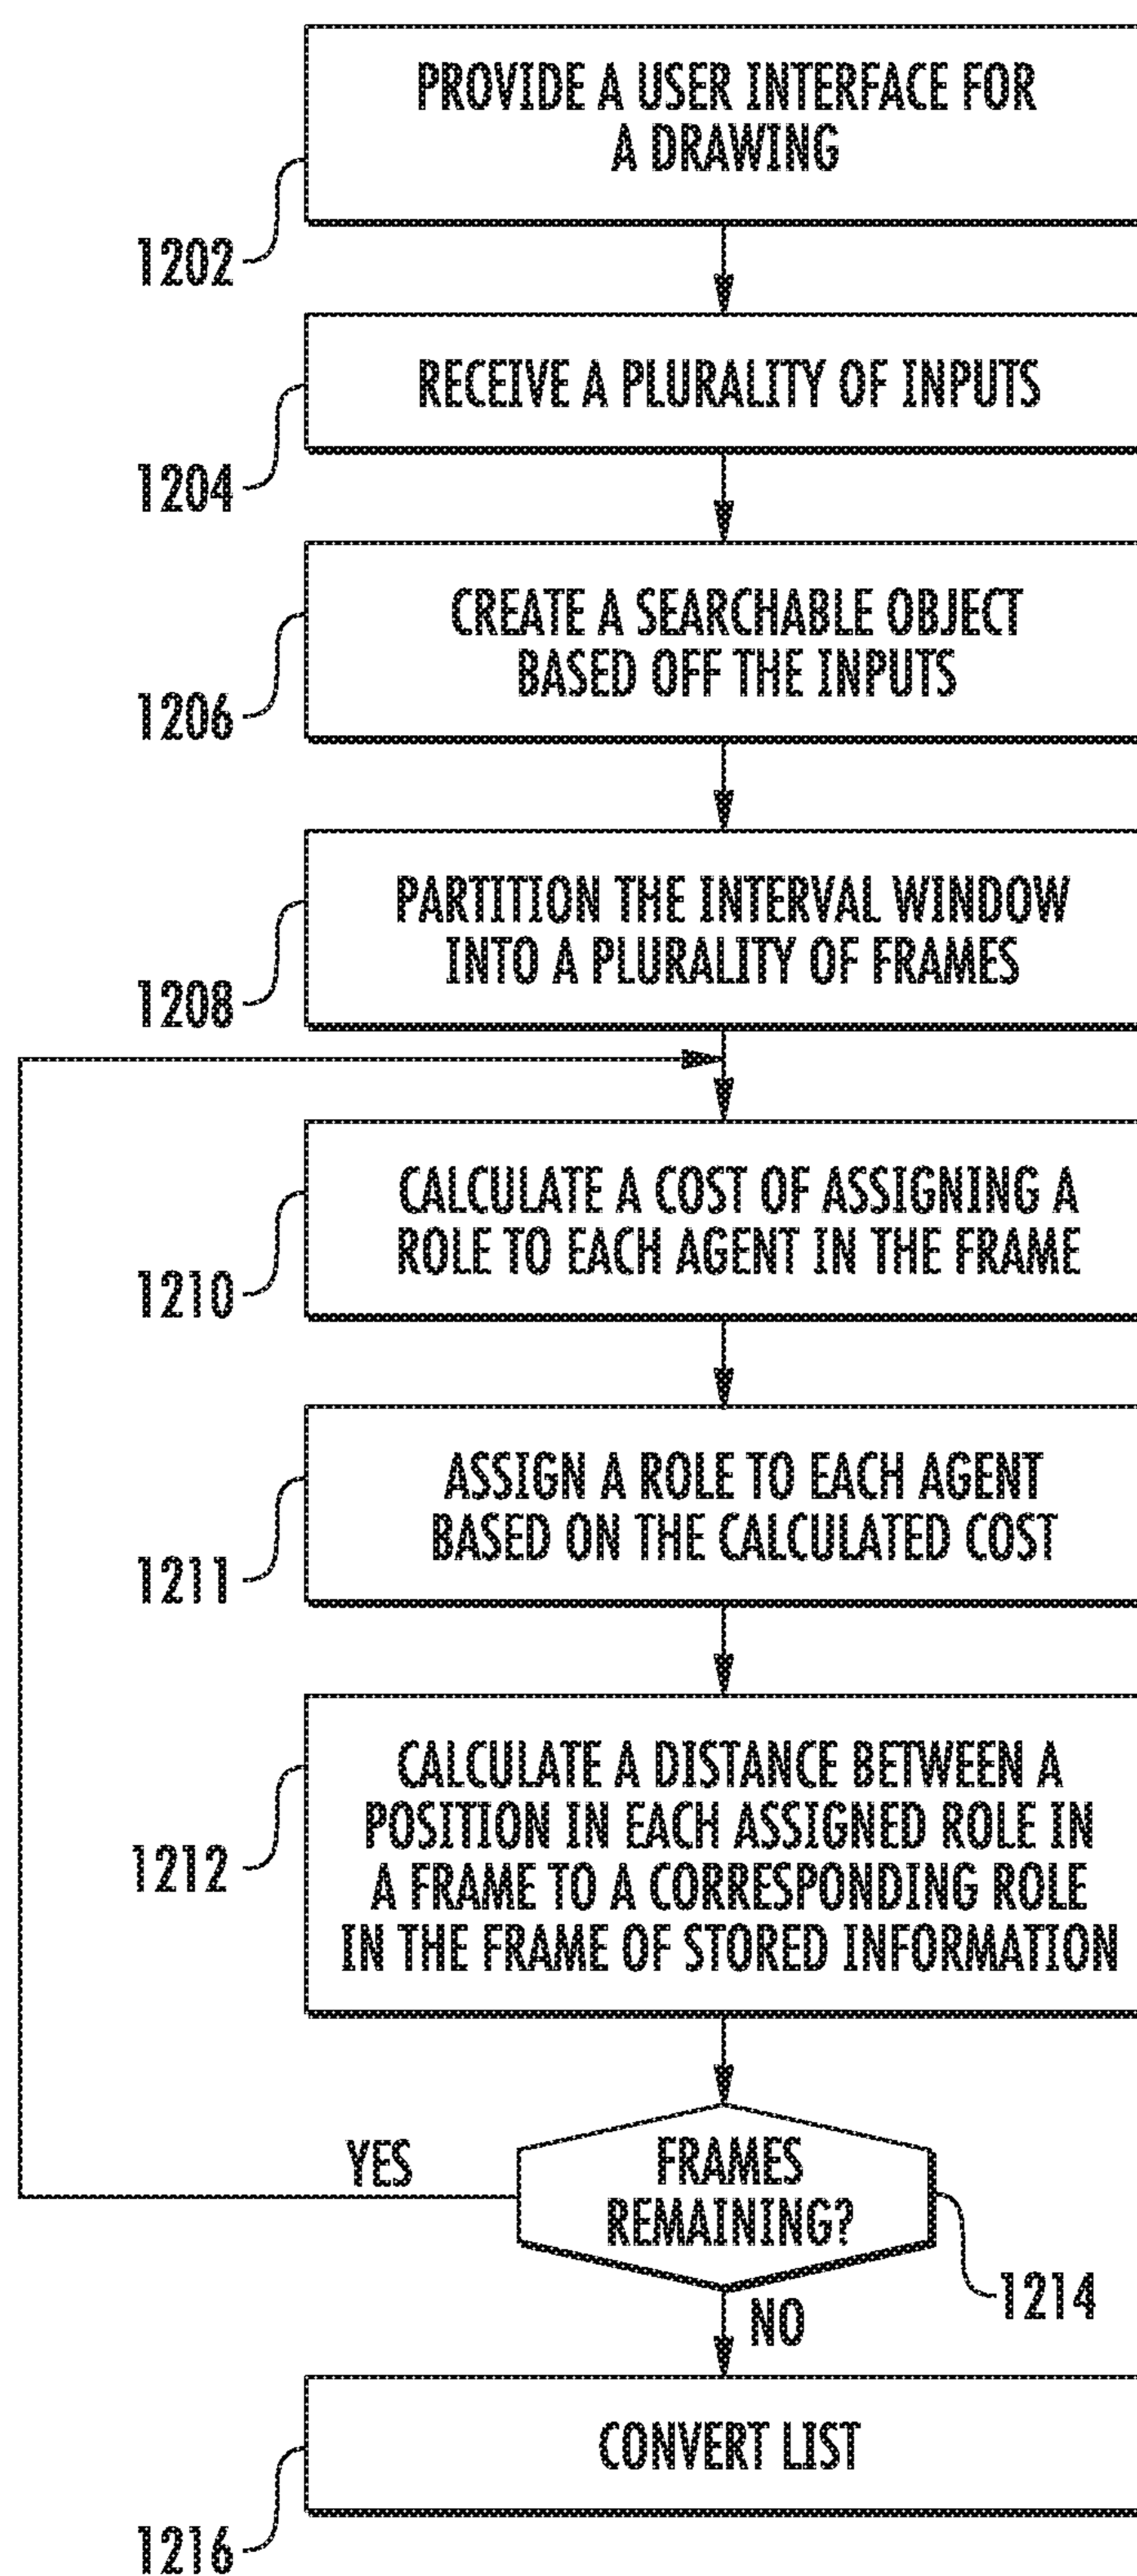 PROVIDE A USER INTERFACE FOR
A DRAWING
1202
RECEIVE A PLURALITY OF INPUTS
1204
CREATE A SEARCHABLE OBJECT
BASED OFF THE INPUTS
1206
PARTITION THE INTERVAL WINDOW
INTO A PLURALITY OF FRAMES
1208
CALCULATE A COST OF ASSIGNING A
ROLE TO EACH AGENT IN THE FRAME
1210
ASSIGN A ROLE TO EACH AGENT
BASED ON THE CALCULATED COST
1211
CALCULATE A DISTANCE BETWEEN A
POSITION IN EACH ASSIGNED ROLE IN
A FRAME TO A CORRESPONDING ROLE
IN THE FRAME OF STORED INFORMATION
1212
YES
FRAMES
REMAINING?
1214
NO
CONVERT LIST
1216